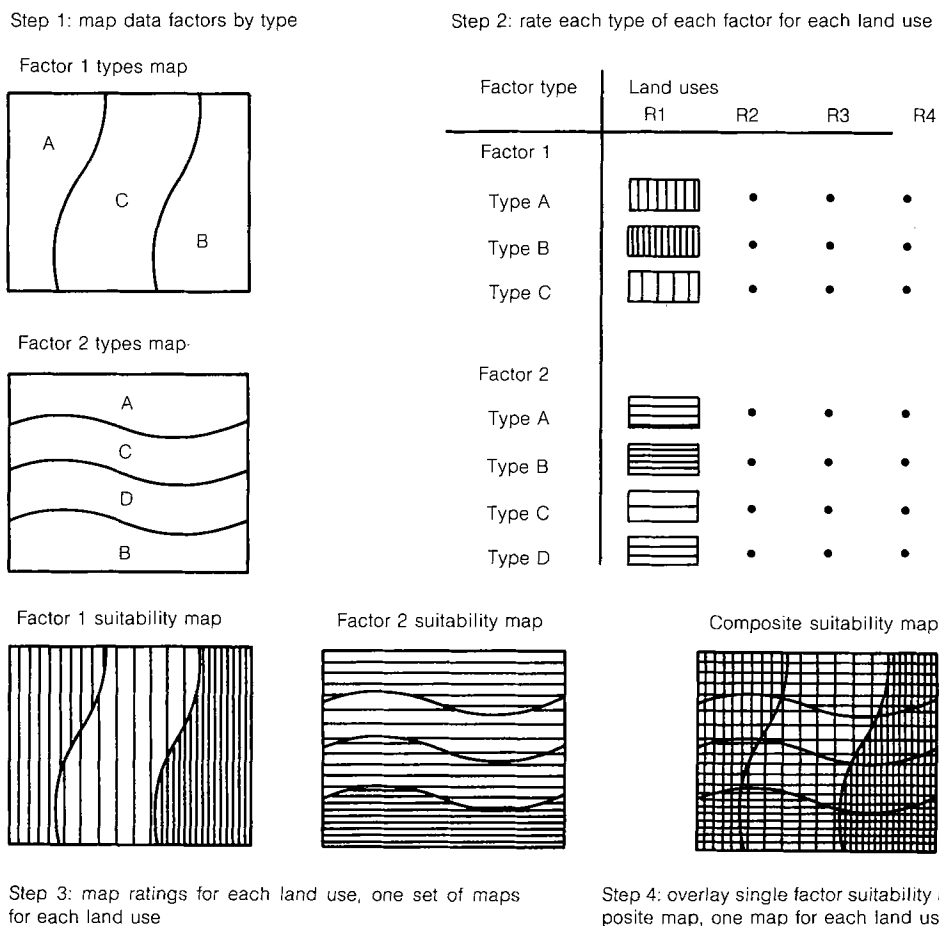 Step 1: map data factors by type
Factor 1 types map
A
C
B
Factor 2 types map
A
C
D
B
Step 2: rate each type of each factor for each land use
Factor type
Land uses
R1 R2 R3 R4
Factor 1
Type A
Type B
Type C
Factor 2
Type A
Type B
Type C
Type D
Factor 1 suitability map
Factor 2 suitability map
Composite suitability map
Step 3: map ratings for each land use, one set of maps
for each land use
Step 4: overlay single factor suitability
posite map, one map for each land